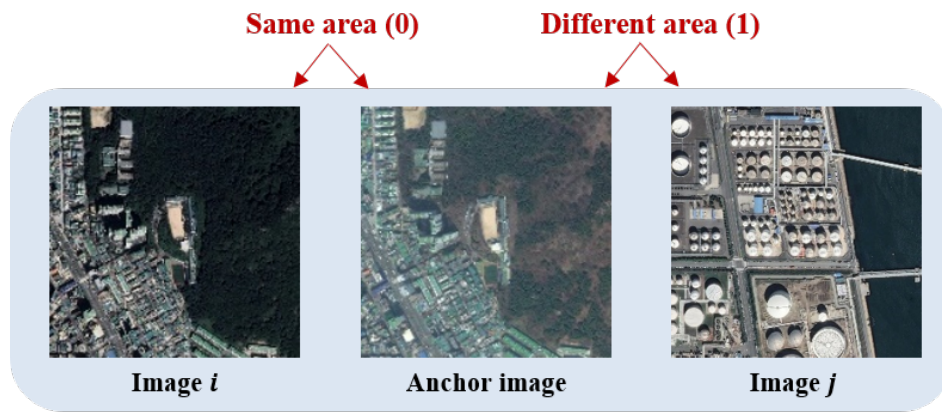 Same area (0)
Different area (1)
Image i
Anchor image
Image j